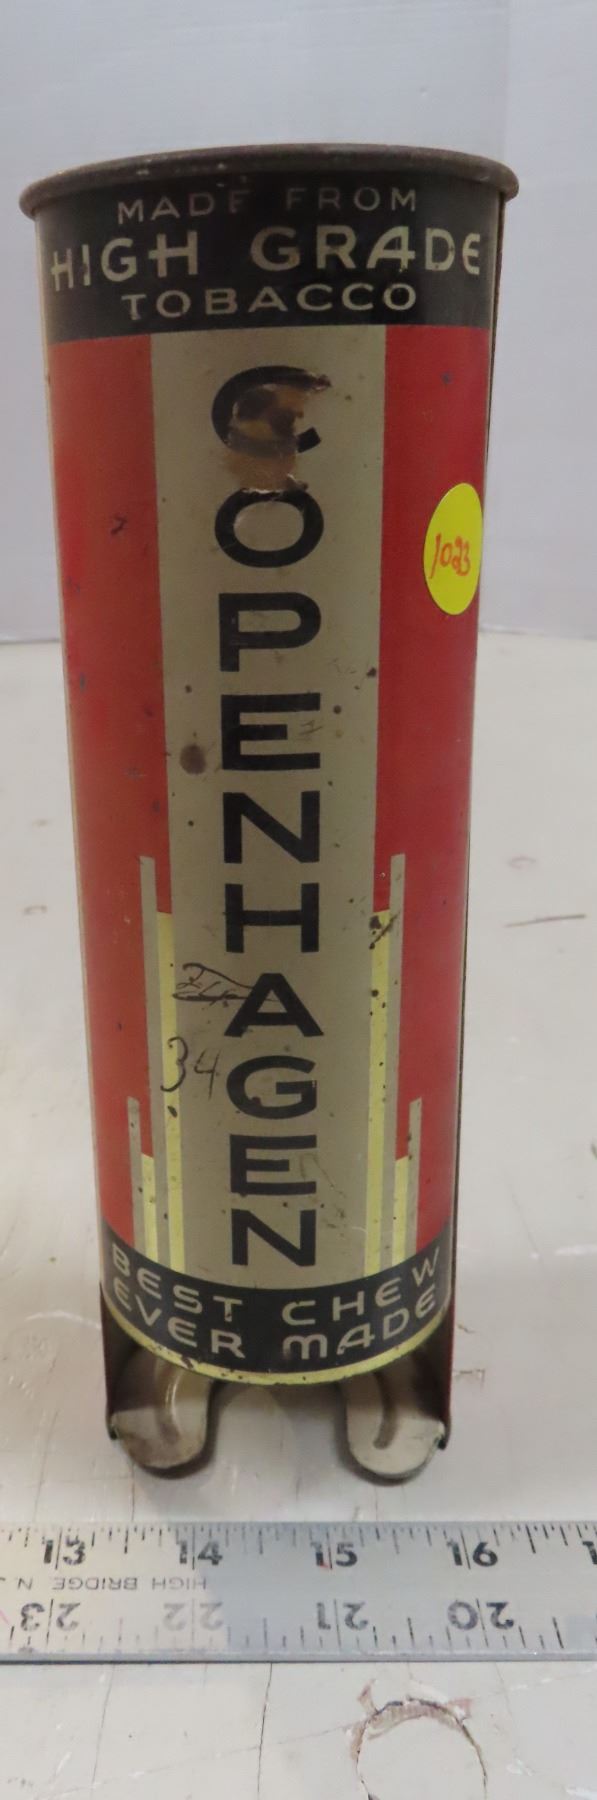 MADE FROM
HIGH GRADE
TOBACCO
COPENHAGEN
1023
34
BEST CHEW
EVER MADE
13 14 15 16
HIGH BRIDGE N.
23 22 21 20